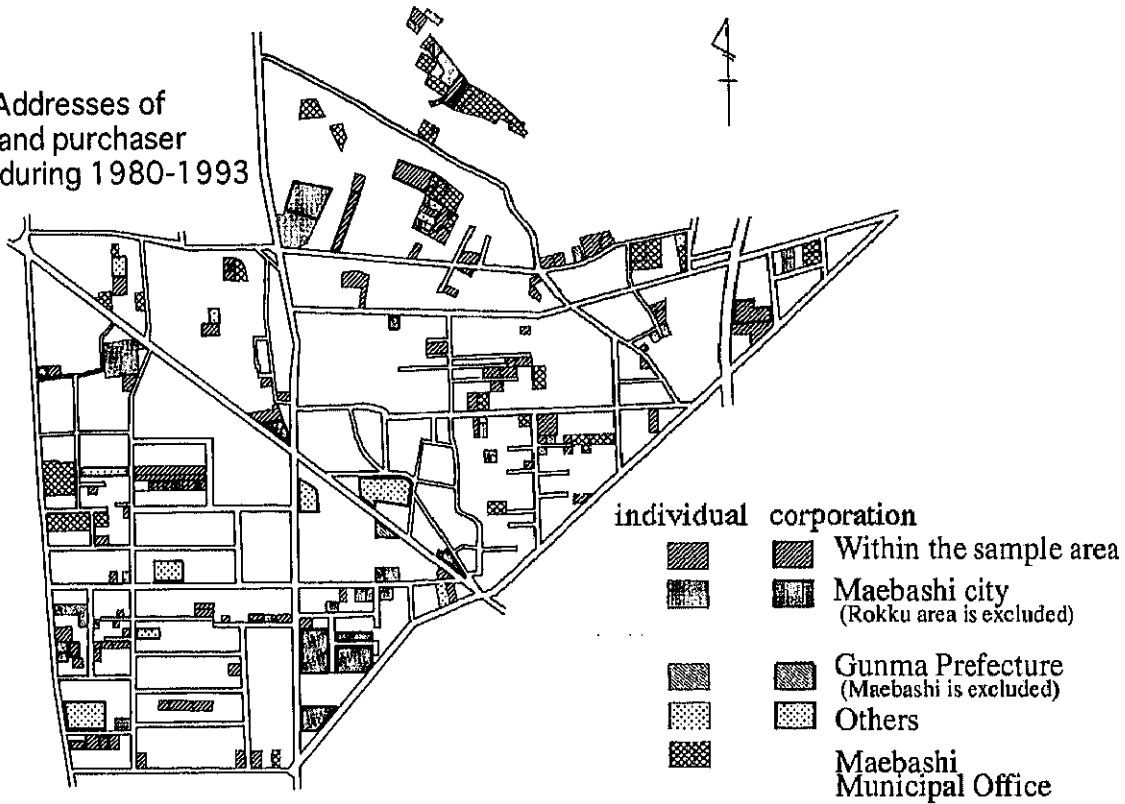 Addresses of
and purchaser
during 1980-1993
individual corporation
Within the sample area
Maebashi city
(Rokku area is excluded)
Gunma Prefecture
(Maebashi is excluded)
Others
Maebashi
Municipal Office